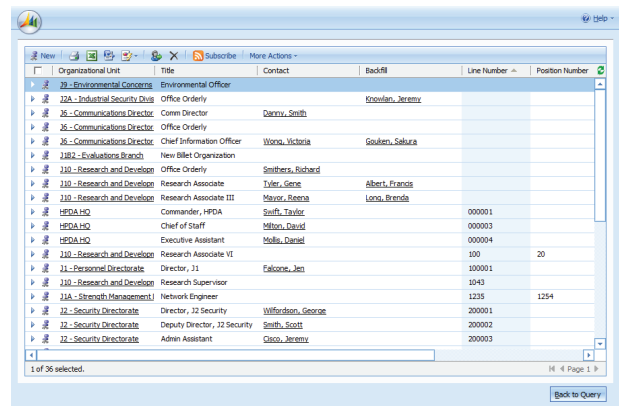 Help
New Subscribe More Actions
Organizational Unit Title Contact Backfill Line Number Position Number
J9 - Environmental Concerns Environmental Officer
J2A - Industrial Security Divis Office Orderly Knowlan, Jeremy
J6 - Communications Director Comm Director Danny, Smith
J6 - Communications Director Office Orderly
J6 - Communications Director Chief Information Officer Wong, Victoria Gouken, Sakura
J1B2 - Evaluations Branch New Billet Organization
J10 - Research and Developm Office Orderly Smithers, Richard
J10 - Research and Developm Research Associate Tyler, Gene Albert, Francis
J10 - Research and Developm Research Associate III Mayor, Reena Long, Brenda
HPDA HQ Commander, HPDA Swift, Taylor 000001
HPDA HQ Chief of Staff Milton, David 000003
HPDA HQ Executive Assistant Mollis, Daniel 000004
J10 - Research and Developm Research Associate VI 100 20
J1 - Personnel Directorate Director, J1 Falcone, Jen 100001
J10 - Research and Developm Research Supervisor 1043
J1A - Strength Management Network Engineer 1235 1254
J2 - Security Directorate Director, J2 Security Wilfordson, George 200001
J2 - Security Directorate Deputy Director, J2 Security Smith, Scott 200002
J2 - Security Directorate Admin Assistant Cisco, Jeremy 200003
1 of 36 selected. Page 1
Back to Query